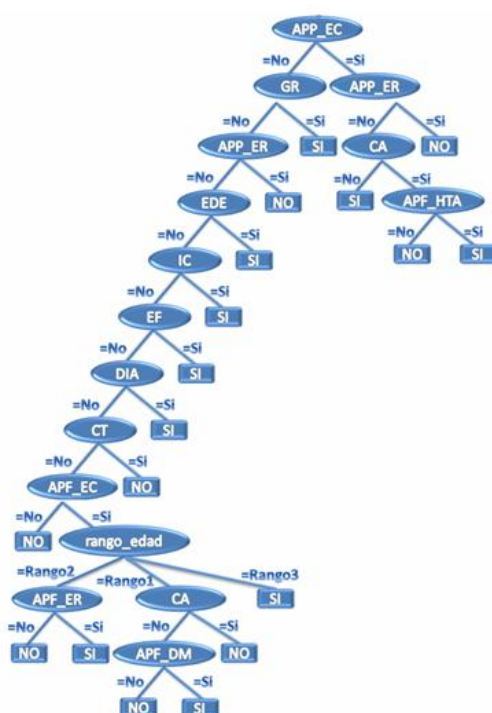 APP_EC
=No =Si
GR APP_ER
=No =Si =No =Si
APP_ER SI CA NO
=No =Si =No =Si
EDE NO SI APF_HTA
=No =Si =No =Si
IC SI NO SI
=No =Si
EF SI
=No =Si
DIA SI
=No =Si
CT SI
=No =Si
APF_EC NO
=No =Si
NO rango_edad
=Rango2 =Rango1 =Rango3
APF_ER CA SI
=No =Si =No =Si
NO SI APF_DM NO
=No =Si
NO SI